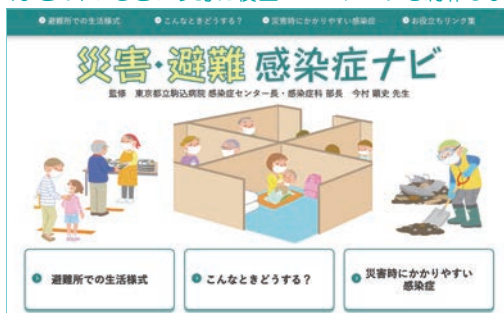 避難所での生活様式
こんなときどうする？
災害時にかかりやすい感染症
お役立ちリンク集
災害・避難 感染症ナビ
監修 東京都立駒込病院 感染症センター長・感染症科 部長 今村 顕史 先生
避難所での生活様式
こんなときどうする？
災害時にかかりやすい
感染症